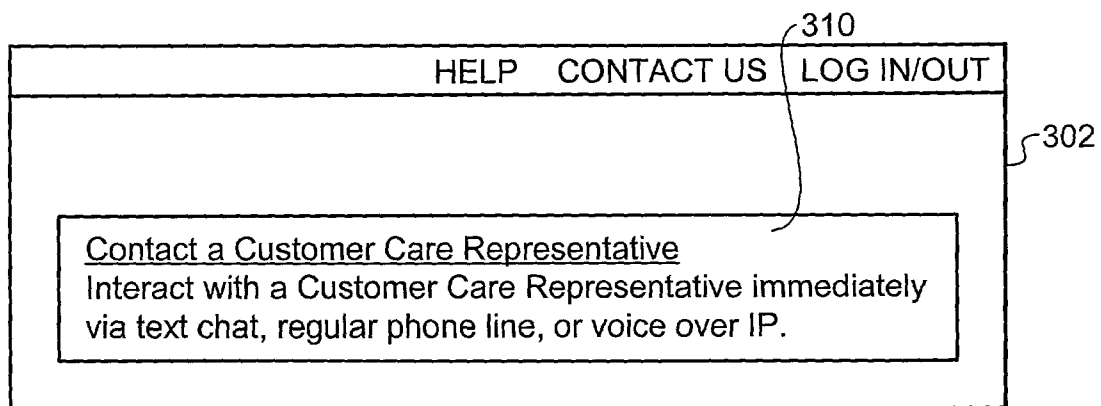 310
HELP CONTACT US LOG IN/OUT
302
Contact a Customer Care Representative
Interact with a Customer Care Representative immediately
via text chat, regular phone line, or voice over IP.